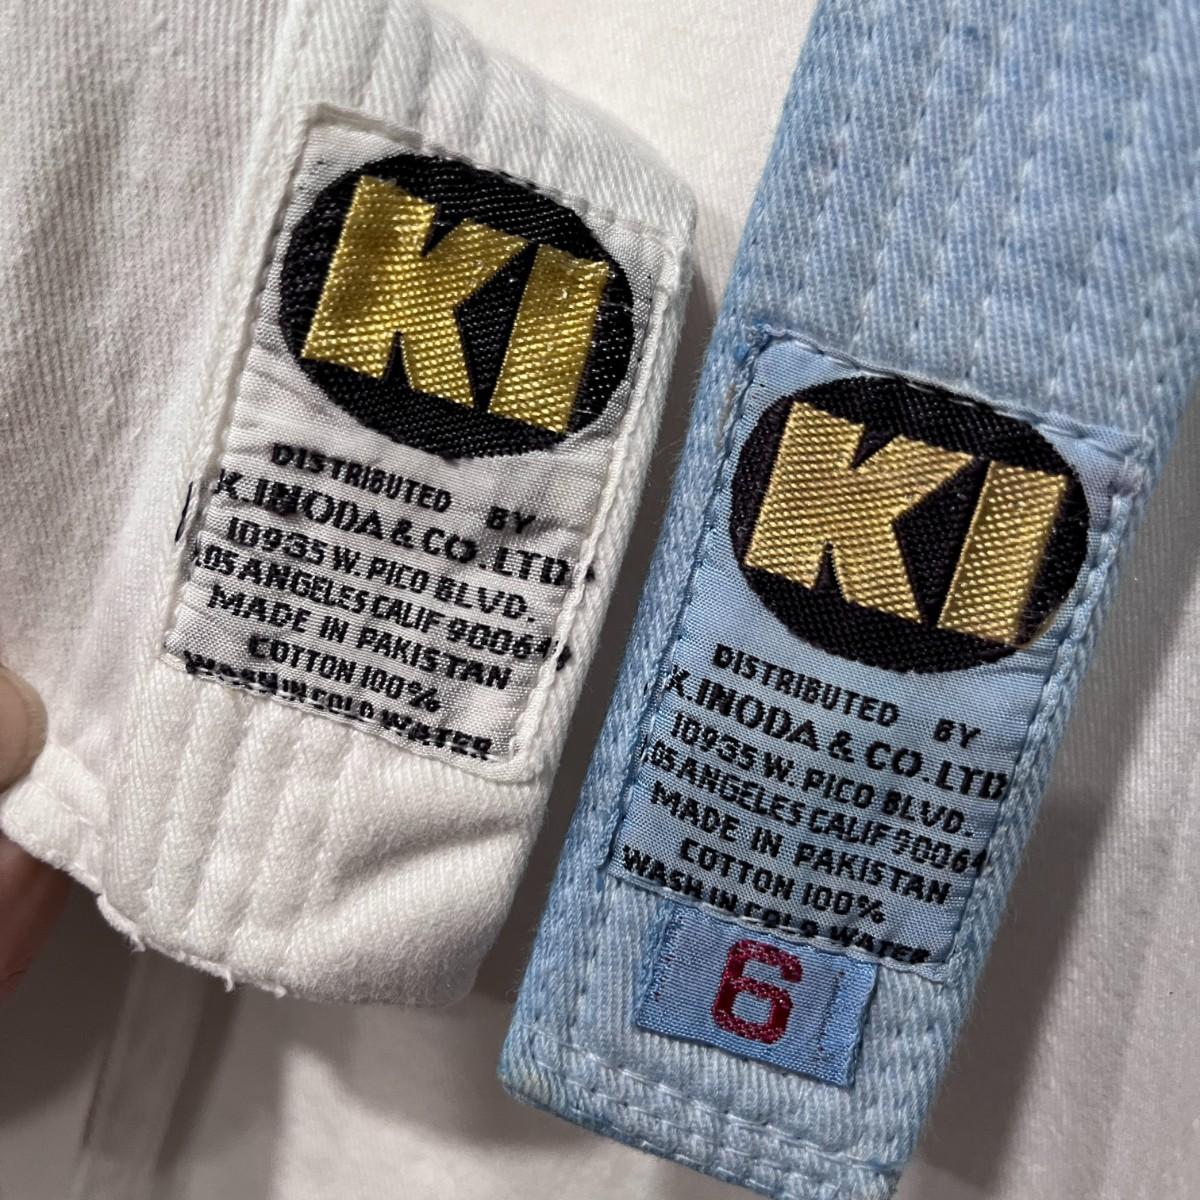 KI
DISTRIBUTED BY
K.INODA & CO.LTD
10935 W. PICO BLVD.
LOS ANGELES CALIF 90064
MADE IN PAKISTAN
COTTON 100%
WASH IN COLD WATER
KI
DISTRIBUTED BY
K.INODA & CO.LTD
10935 W. PICO BLVD.
LOS ANGELES CALIF 90064
MADE IN PAKISTAN
COTTON 100%
WASH IN COLD WATER
6